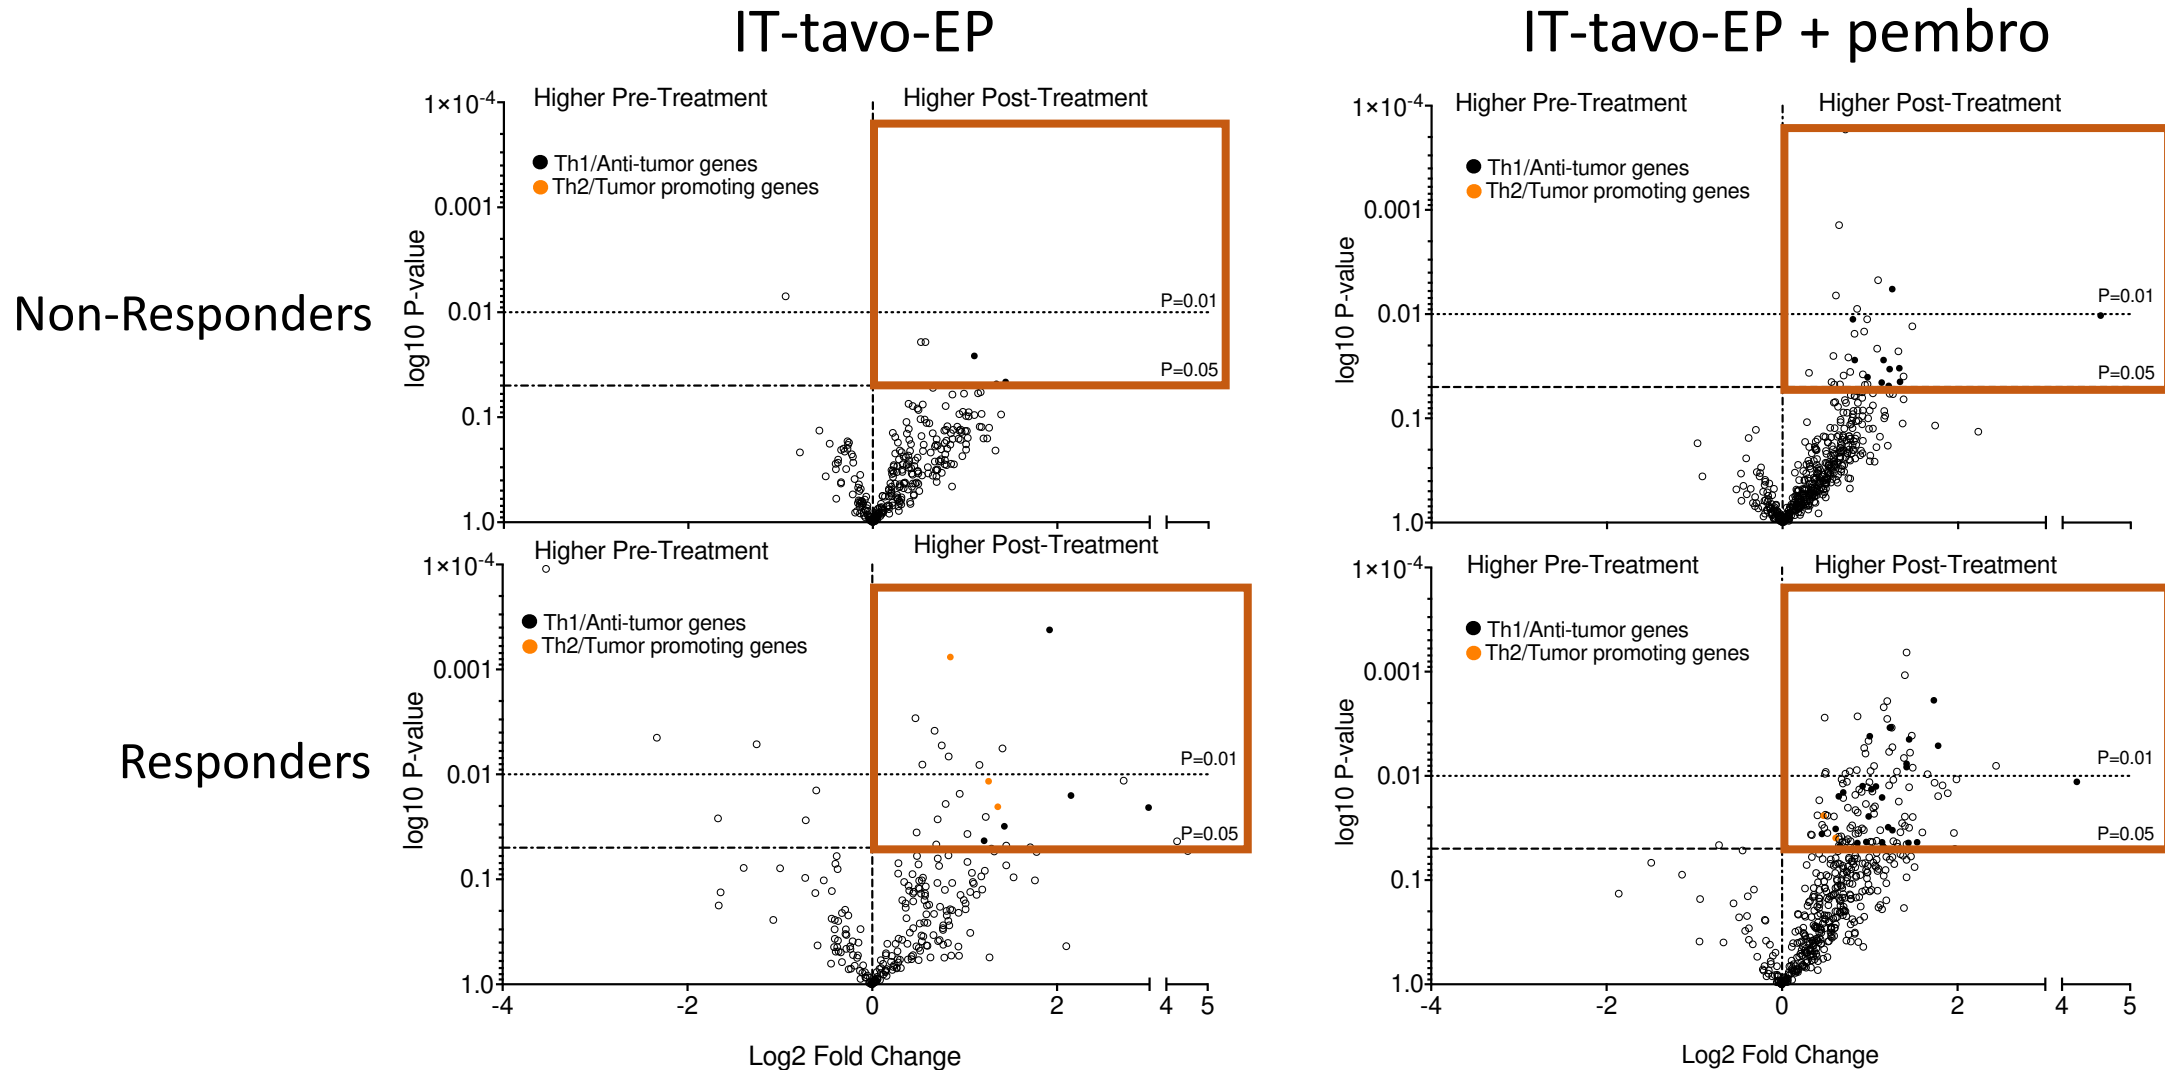 IT-tavo-EP
IT-tavo-EP + pembro
Non-Responders
Responders
Higher Pre-Treatment
Higher Post-Treatment
Th1/Anti-tumor genes
Th2/Tumor promoting genes
log10 P-value
1×10-4
0.001
0.01
0.1
1.0
P=0.01
P=0.05
Higher Pre-Treatment
Higher Post-Treatment
Th1/Anti-tumor genes
Th2/Tumor promoting genes
log10 P-value
1×10-4
0.001
0.01
0.1
1.0
P=0.01
P=0.05
Higher Pre-Treatment
Higher Post-Treatment
Th1/Anti-tumor genes
Th2/Tumor promoting genes
log10 P-value
1×10-4
0.001
0.01
0.1
1.0
P=0.01
P=0.05
-4 -2 0 2 4 5
Log2 Fold Change
Higher Pre-Treatment
Higher Post-Treatment
Th1/Anti-tumor genes
Th2/Tumor promoting genes
log10 P-value
1×10-4
0.001
0.01
0.1
1.0
P=0.01
P=0.05
-4 -2 0 2 4 5
Log2 Fold Change